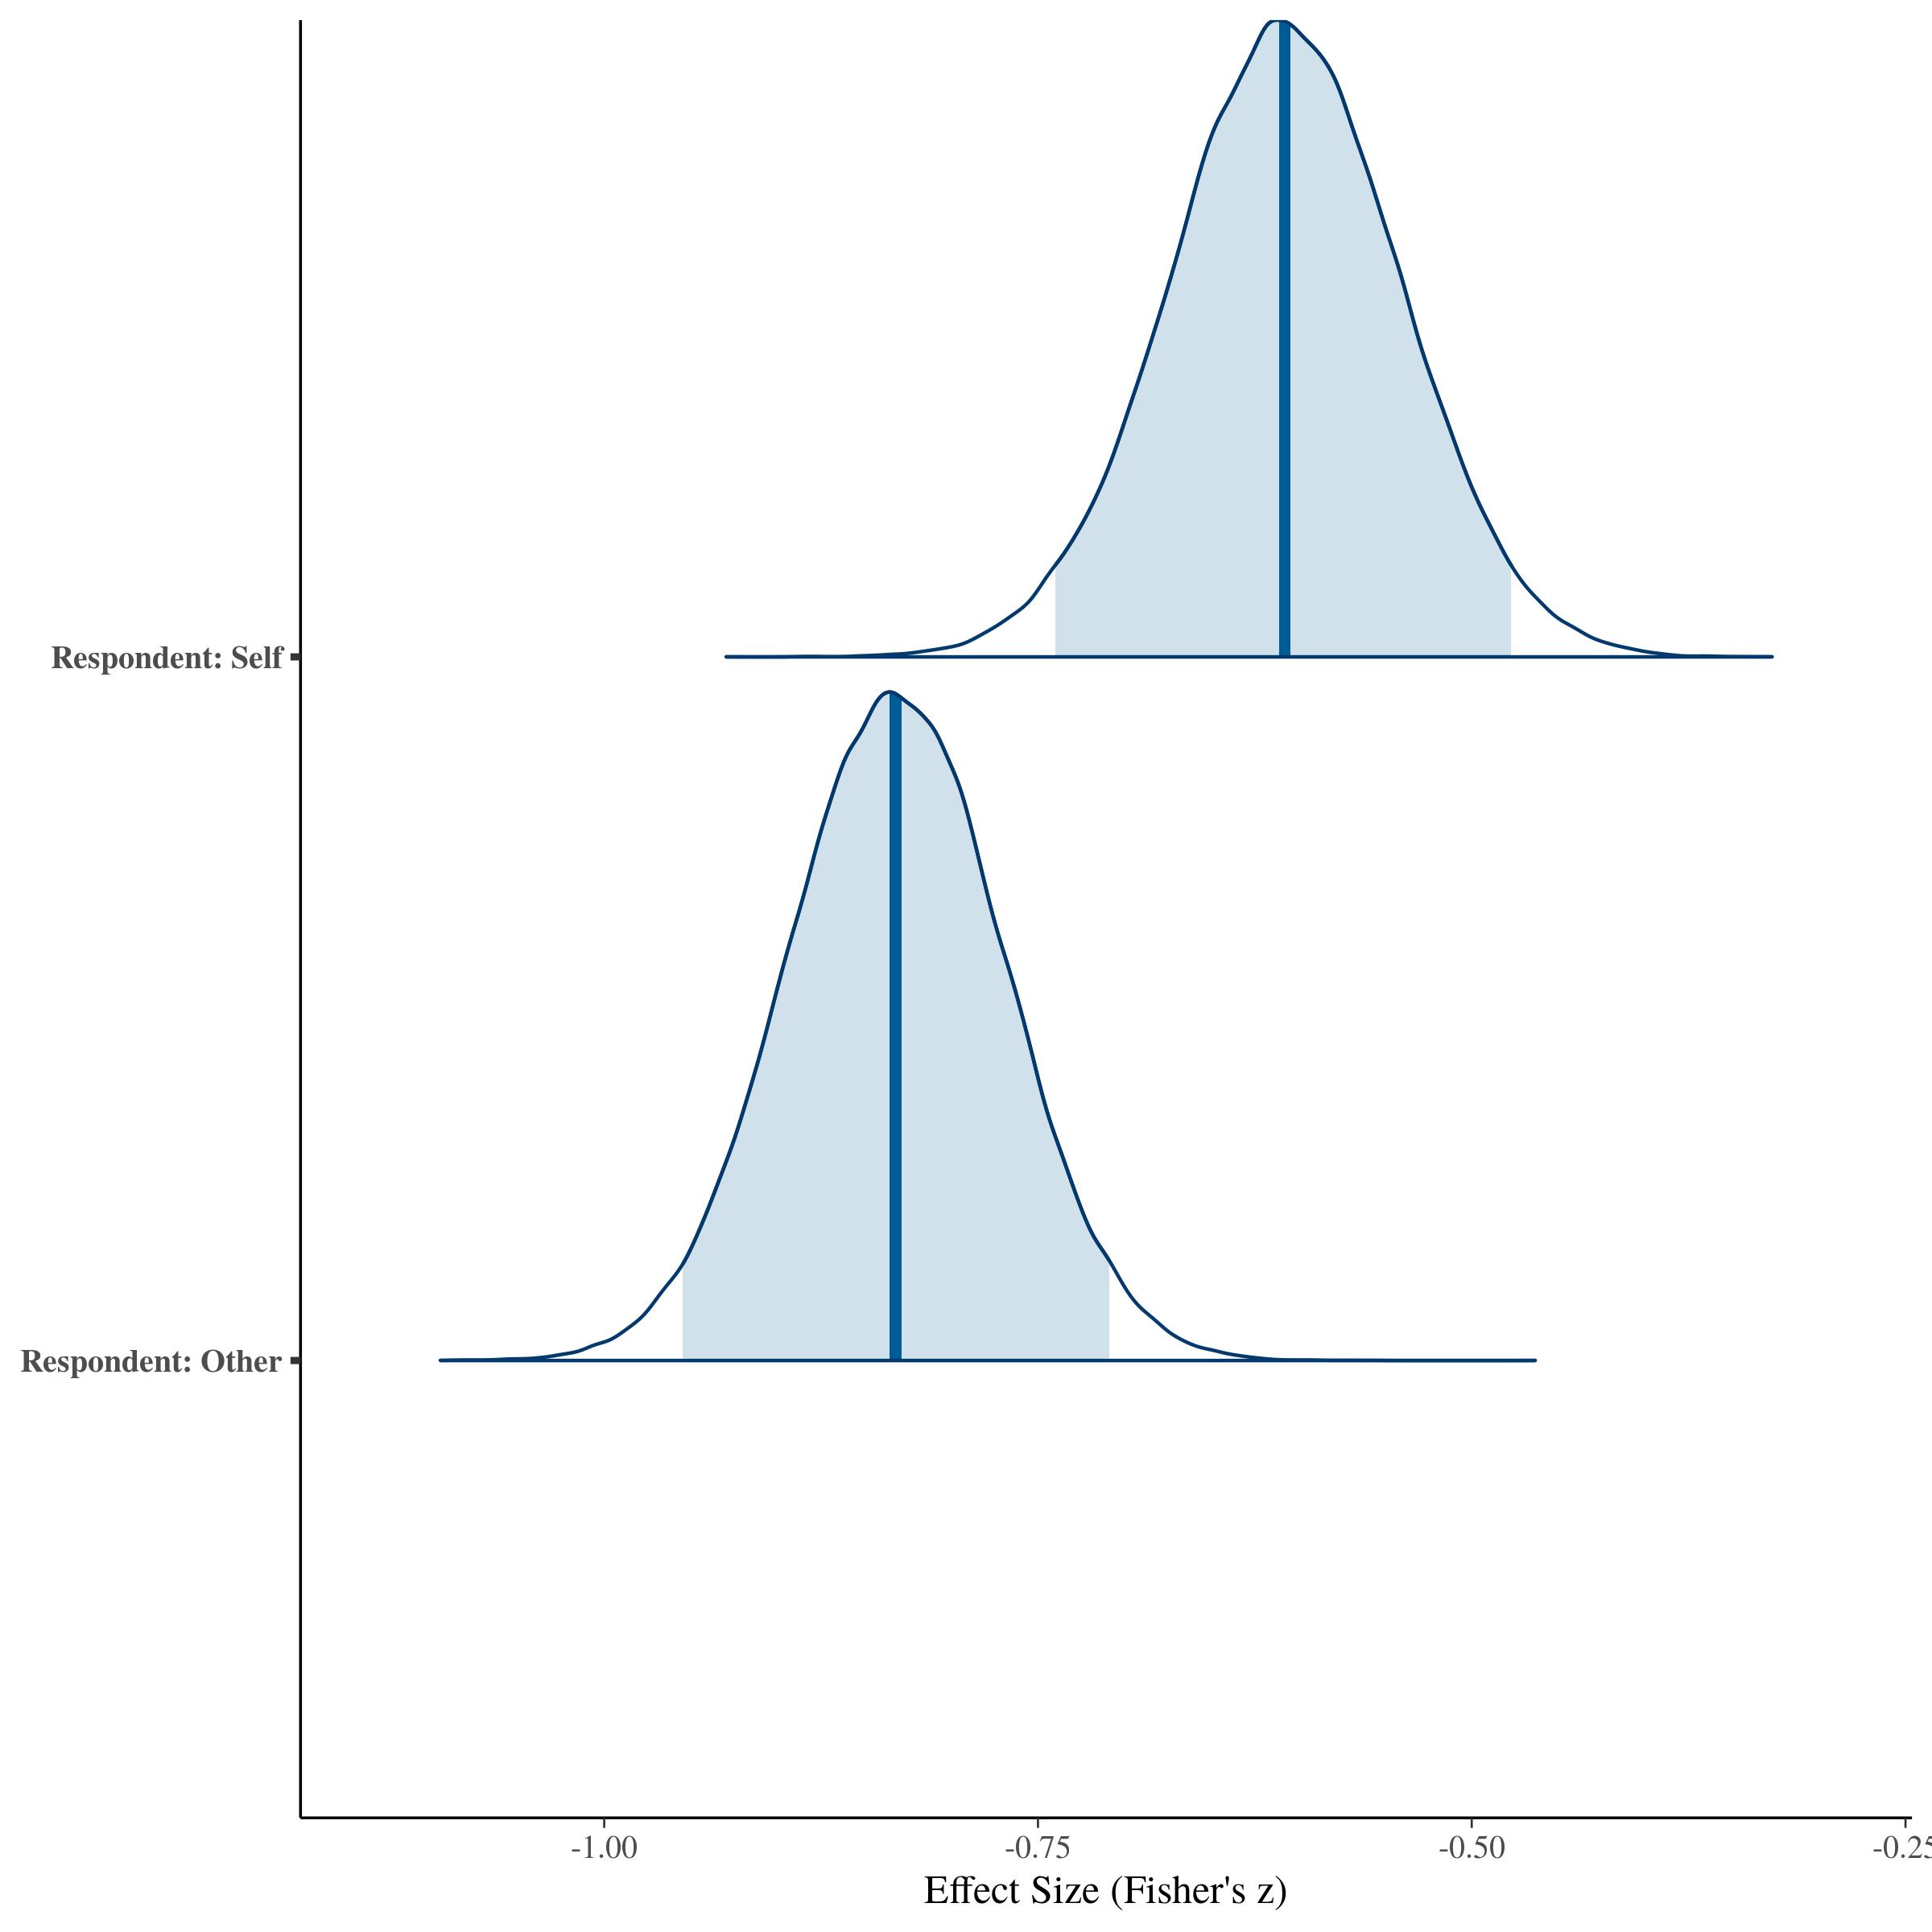 Respondent: Self
Respondent: Other
-1.00 -0.75 -0.50 -0.25
Effect Size (Fisher's z)